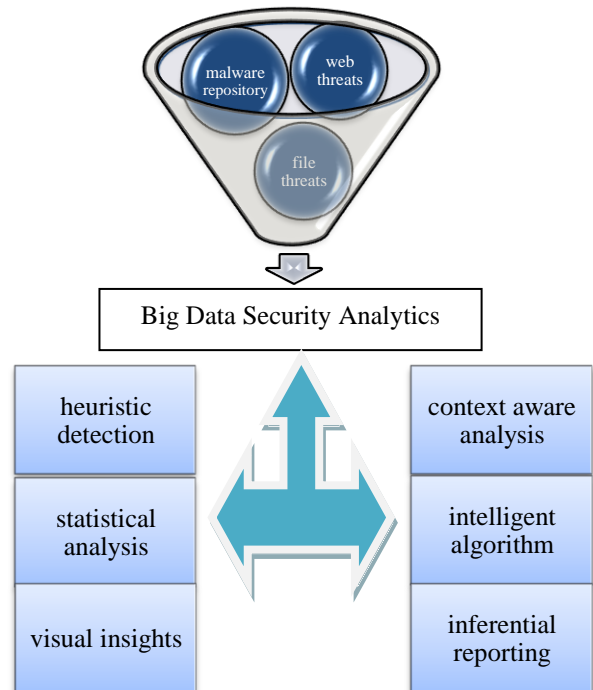 malware
repository
web
threats
file
threats
Big Data Security Analytics
heuristic
detection
statistical
analysis
visual insights
context aware
analysis
intelligent
algorithm
inferential
reporting